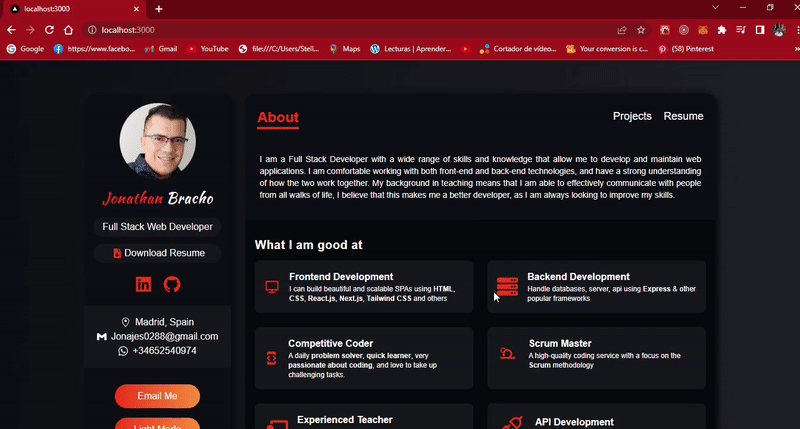 localhost:3000
localhost:3000
Google
https://www.facebo...
Gmail
YouTube
file:///C:/Users/Stell...
Maps
Lecturas | Aprender...
Cortador de vídeo...
Your conversion is c...
(58) Pinterest
Jonathan Bracho
Full Stack Web Developer
Download Resume
Madrid, Spain
Jonajes0288@gmail.com
+34652540974
Email Me
Light Mode
About
Projects
Resume
I am a Full Stack Developer with a wide range of skills and knowledge that allow me to develop and maintain web
applications. I am comfortable working with both front-end and back-end technologies, and have a strong understanding
of how the two work together. My background in teaching means that I am able to effectively communicate with people
from all walks of life, I believe that this makes me a better developer, as I am always looking to improve my skills.
What I am good at
Frontend Development
I can build beautiful and scalable SPAs using HTML,
CSS, React.js, Next.js, Tailwind CSS and others
Backend Development
Handle databases, server, api using Express & other
popular frameworks
Competitive Coder
A daily problem solver, quick learner, very
passionate about coding, and love to take up
challenging tasks.
Scrum Master
A high-quality coding service with a focus on the
Scrum methodology
Experienced Teacher
API Development